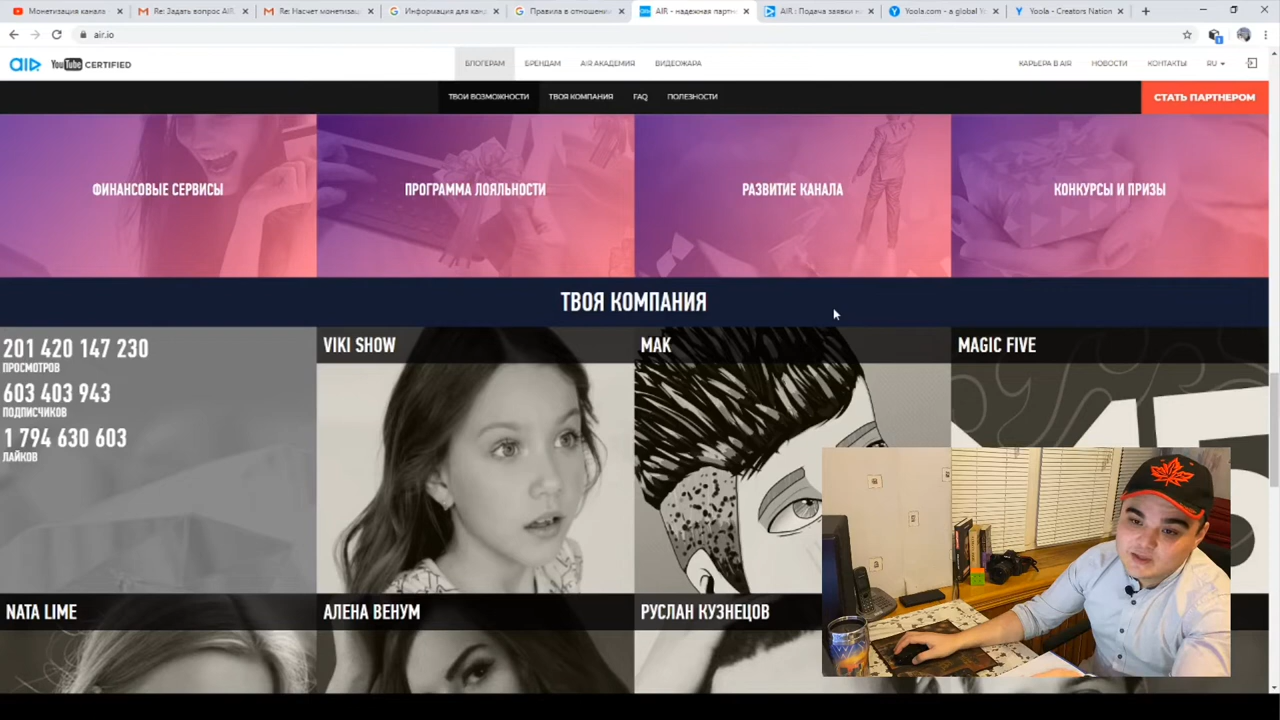 Монетизация канала
Re: Задать вопрос AIR
Re: Насчет монетизац
Информация для кан
Правила в отношени
AIR - надежная партн
AIR : Подача заявки н
Yoola.com - a global Y
Yoola - Creators Nation
air.io
YouTube CERTIFIED
БЛОГЕРАМ
БРЕНДАМ
AIR АКАДЕМИЯ
ВИДЕОЖАРА
КАРЬЕРА В AIR
НОВОСТИ
КОНТАКТЫ
RU
ТВОИ ВОЗМОЖНОСТИ
ТВОЯ КОМПАНИЯ
FAQ
ПОЛЕЗНОСТИ
СТАТЬ ПАРТНЕРОМ
ФИНАНСОВЫЕ СЕРВИСЫ
ПРОГРАММА ЛОЯЛЬНОСТИ
РАЗВИТИЕ КАНАЛА
КОНКУРСЫ И ПРИЗЫ
ТВОЯ КОМПАНИЯ
201 420 147 230
ПРОСМОТРОВ
603 403 943
ПОДПИСЧИКОВ
1 794 630 603
ЛАЙКОВ
VIKI SHOW
МАК
MAGIC FIVE
NATA LIME
АЛЕНА ВЕНУМ
РУСЛАН КУЗНЕЦОВ